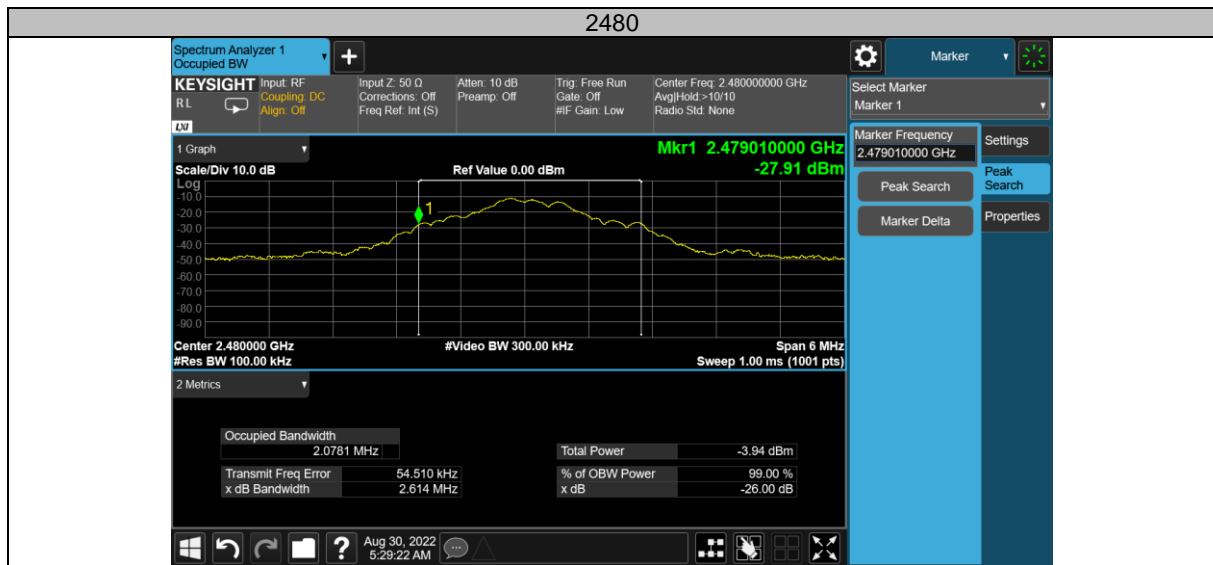 2480
Spectrum Analyzer 1
Occupied BW
+
Marker
KEYSIGHT
RL
LXI
Input: RF
Coupling: DC
Align: Off
Input Z: 50 Ω
Corrections: Off
Freq Ref: Int (S)
Atten: 10 dB
Preamp: Off
Trig: Free Run
Gate: Off
#IF Gain: Low
Center Freq: 2.480000000 GHz
Avg|Hold:>10/10
Radio Std: None
Select Marker
Marker 1
Marker Frequency
2.479010000 GHz
Peak Search
Marker Delta
Settings
Peak
Search
Properties
1 Graph
Mkr1 2.479010000 GHz
Scale/Div 10.0 dB
Ref Value 0.00 dBm
-27.91 dBm
Log
-10.0
-20.0
-30.0
-40.0
-50.0
-60.0
-70.0
-80.0
-90.0
1
Center 2.480000 GHz
#Video BW 300.00 kHz
Span 6 MHz
#Res BW 100.00 kHz
Sweep 1.00 ms (1001 pts)
2 Metrics
Occupied Bandwidth
2.0781 MHz
Total Power -3.94 dBm
Transmit Freq Error 54.510 kHz
% of OBW Power 99.00 %
x dB Bandwidth 2.614 MHz
x dB -26.00 dB
?
Aug 30, 2022
5:29:22 AM